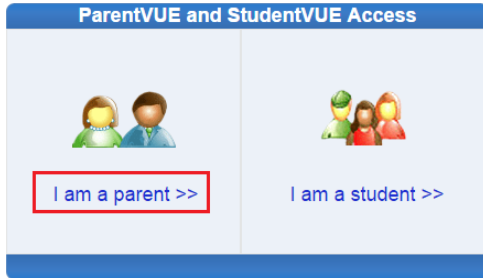 ParentVUE and StudentVUE Access
I am a parent >>
I am a student >>